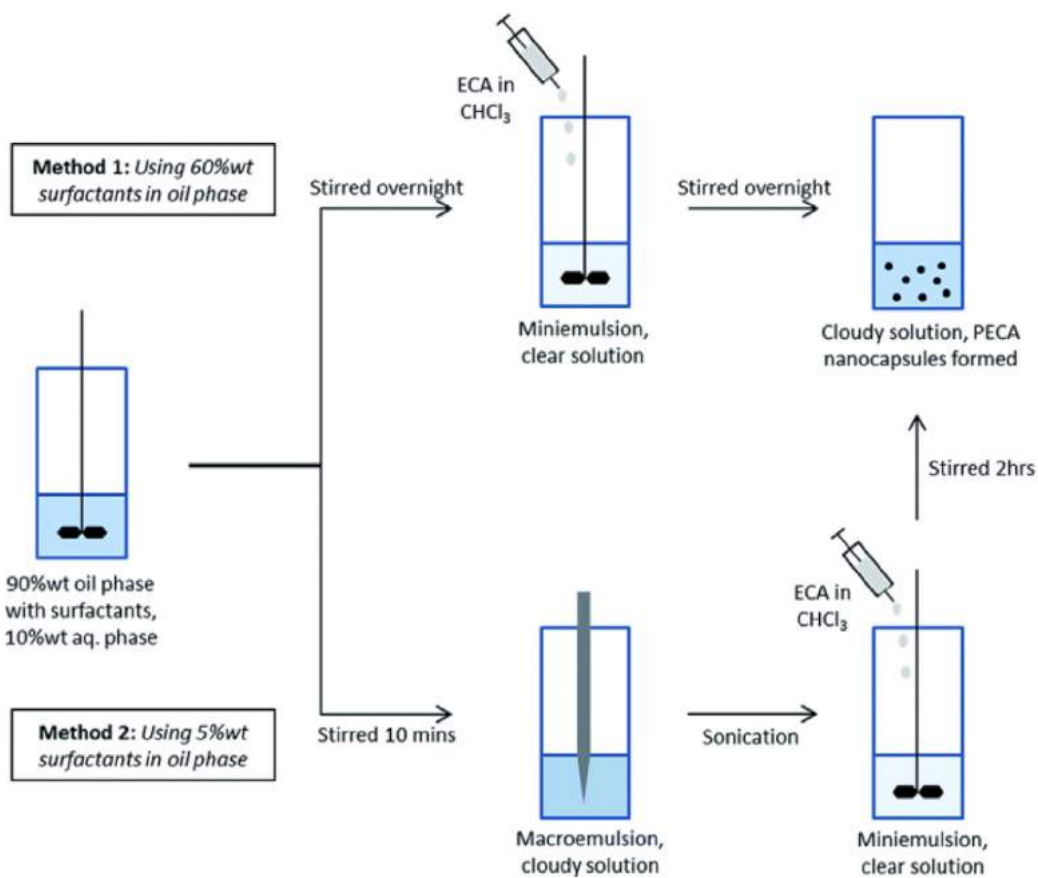 ECA in
CHCl₃
Method 1: Using 60%wt
surfactants in oil phase
Stirred overnight
Stirred overnight
Miniemulsion,
clear solution
Cloudy solution, PECA
nanocapsules formed
90%wt oil phase
with surfactants,
10%wt aq. phase
Stirred 2hrs
ECA in
CHCl₃
Method 2: Using 5%wt
surfactants in oil phase
Stirred 10 mins
Sonication
Macroemulsion,
cloudy solution
Miniemulsion,
clear solution